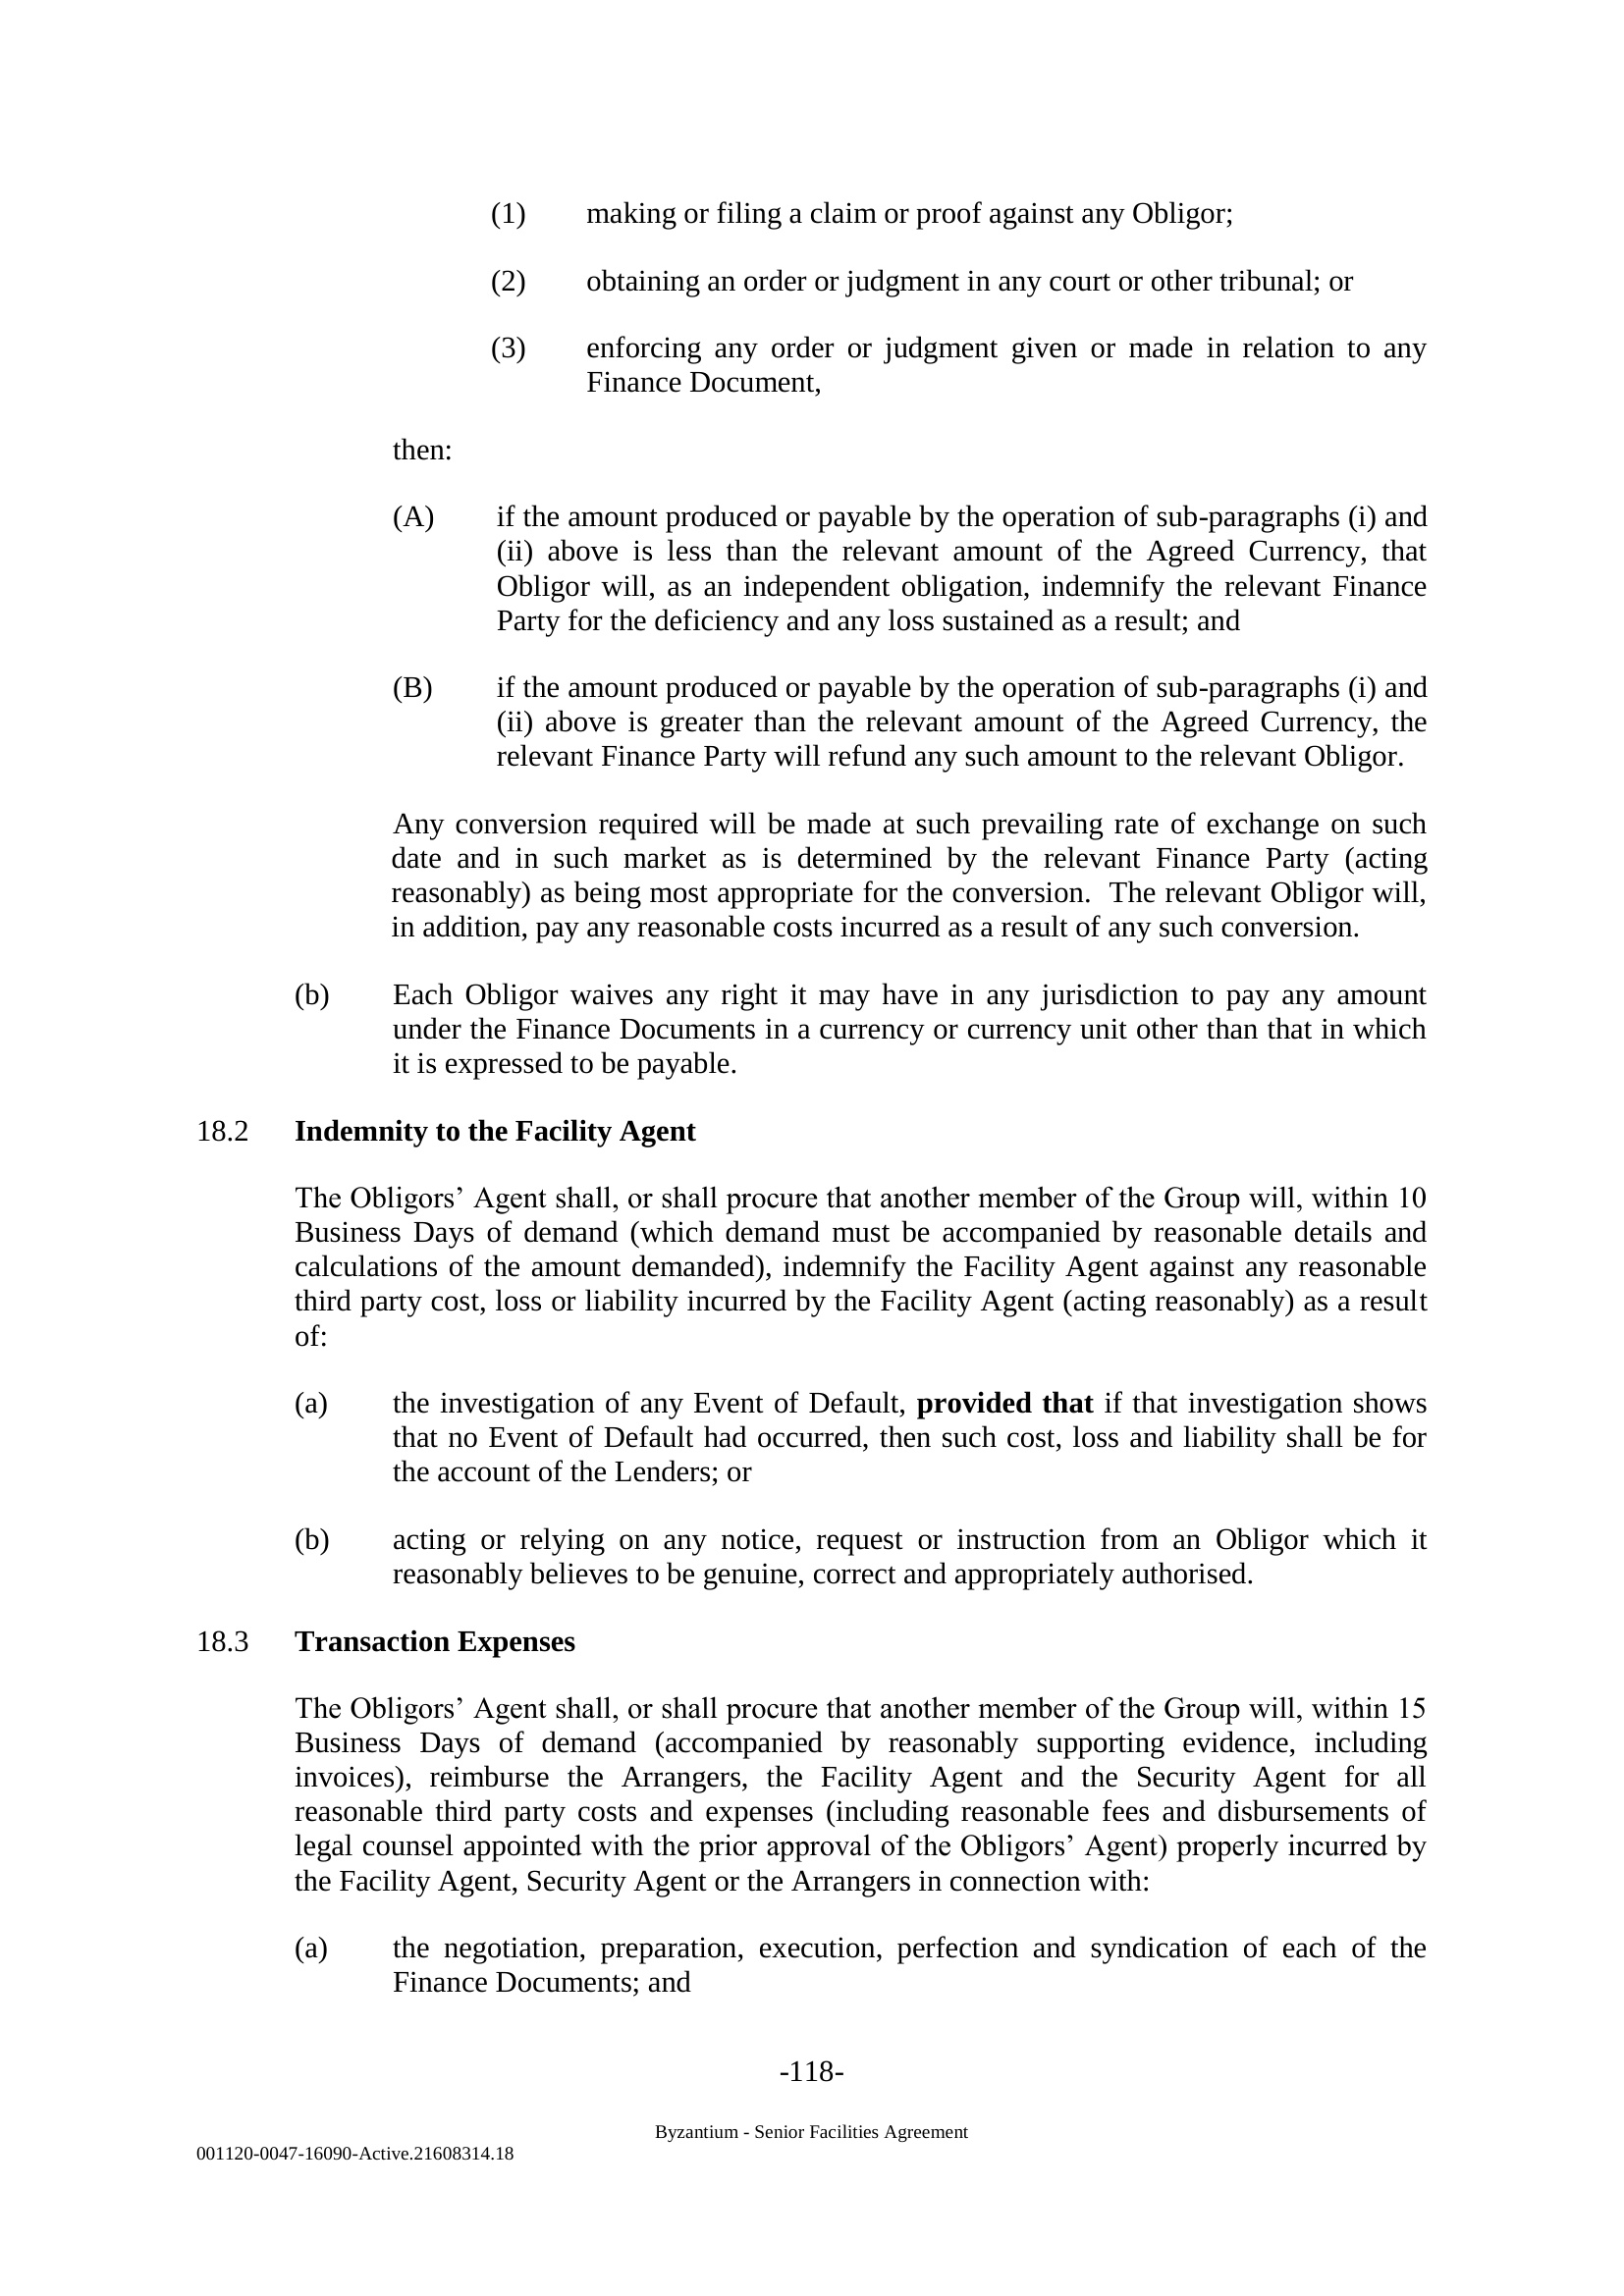 (1) making or filing a claim or proof against any Obligor;
(2) obtaining an order or judgment in any court or other tribunal; or
(3) enforcing any order or judgment given or made in relation to any
Finance Document,
then:
(A) if the amount produced or payable by the operation of sub-paragraphs (i) and
(ii) above is less than the relevant amount of the Agreed Currency, that
Obligor will, as an independent obligation, indemnify the relevant Finance
Party for the deficiency and any loss sustained as a result; and
(B) if the amount produced or payable by the operation of sub-paragraphs (i) and
(ii) above is greater than the relevant amount of the Agreed Currency, the
relevant Finance Party will refund any such amount to the relevant Obligor.
Any conversion required will be made at such prevailing rate of exchange on such
date and in such market as is determined by the relevant Finance Party (acting
reasonably) as being most appropriate for the conversion. The relevant Obligor will,
in addition, pay any reasonable costs incurred as a result of any such conversion.
(b) Each Obligor waives any right it may have in any jurisdiction to pay any amount
under the Finance Documents in a currency or currency unit other than that in which
it is expressed to be payable.
18.2 Indemnity to the Facility Agent
The Obligors’ Agent shall, or shall procure that another member of the Group will, within 10
Business Days of demand (which demand must be accompanied by reasonable details and
calculations of the amount demanded), indemnify the Facility Agent against any reasonable
third party cost, loss or liability incurred by the Facility Agent (acting reasonably) as a result
of:
(a) the investigation of any Event of Default, provided that if that investigation shows
that no Event of Default had occurred, then such cost, loss and liability shall be for
the account of the Lenders; or
(b) acting or relying on any notice, request or instruction from an Obligor which it
reasonably believes to be genuine, correct and appropriately authorised.
18.3 Transaction Expenses
The Obligors’ Agent shall, or shall procure that another member of the Group will, within 15
Business Days of demand (accompanied by reasonably supporting evidence, including
invoices), reimburse the Arrangers, the Facility Agent and the Security Agent for all
reasonable third party costs and expenses (including reasonable fees and disbursements of
legal counsel appointed with the prior approval of the Obligors’ Agent) properly incurred by
the Facility Agent, Security Agent or the Arrangers in connection with:
(a) the negotiation, preparation, execution, perfection and syndication of each of the
Finance Documents; and
-118-
Byzantium - Senior Facilities Agreement
001120-0047-16090-Active.21608314.18